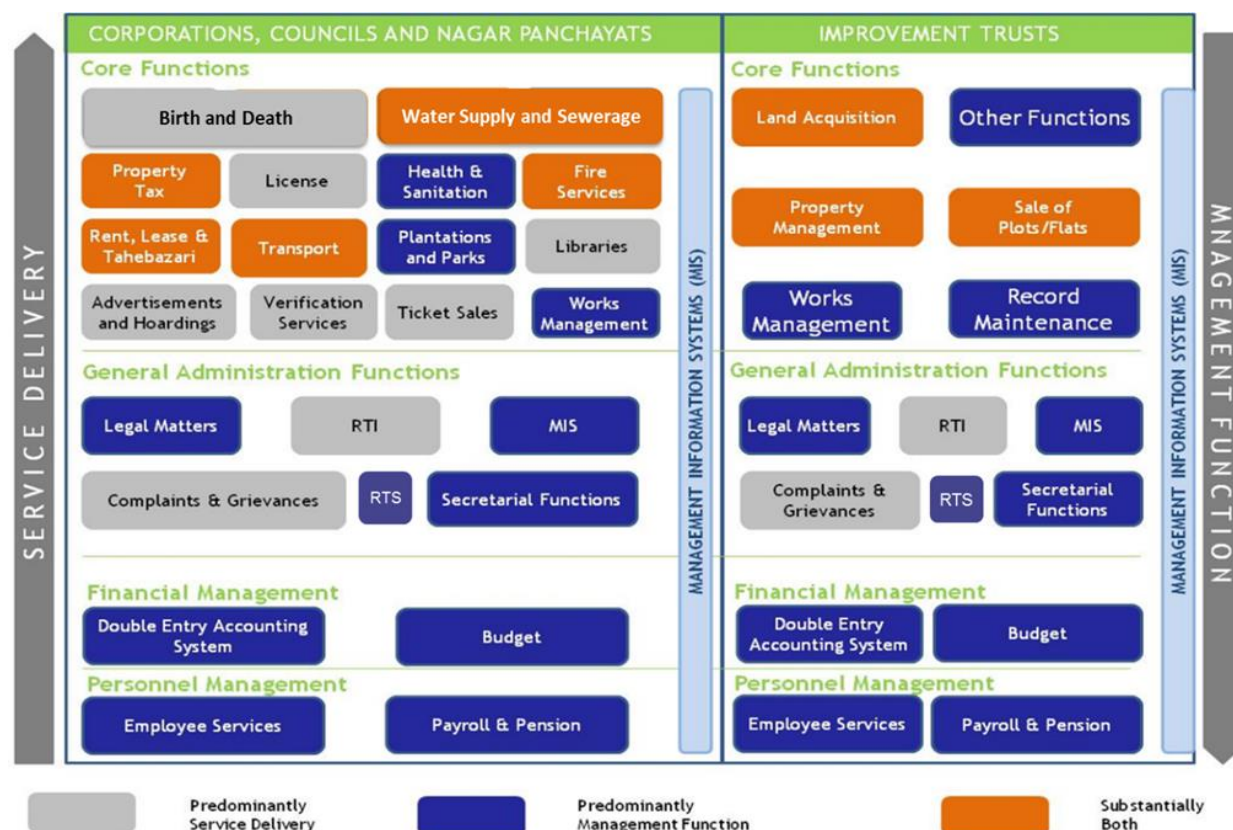 CORPORATIONS, COUNCILS AND NAGAR PANCHAYATS
Core Functions
Birth and Death
Water Supply and Sewerage
Property
Tax
License
Health &
Sanitation
Fire
Services
Rent, Lease &
Tahebazari
Transport
Plantations
and Parks
Libraries
Advertisements
and Hoardings
Verification
Services
Ticket Sales
Works
Management
General Administration Functions
Legal Matters
RTI
MIS
Complaints & Grievances
RTS
Secretarial Functions
Financial Management
Double Entry Accounting
System
Budget
Personnel Management
Employee Services
Payroll & Pension
MANAGEMENT INFORMATION SYSTEMS (MIS)
SERVICE DELIVERY
IMPROVEMENT TRUSTS
Core Functions
Land Acquisition
Other Functions
Property
Management
Sale of
Plots/Flats
Works
Management
Record
Maintenance
General Administration Functions
Legal Matters
RTI
MIS
Complaints &
Grievances
RTS
Secretarial
Functions
Financial Management
Double Entry
Accounting System
Budget
Personnel Management
Employee Services
Payroll & Pension
MANAGEMENT INFORMATION SYSTEMS (MIS)
MNAGEMENT FUNCTION
Predominantly
Service Delivery
Predominantly
Management Function
Substantially
Both